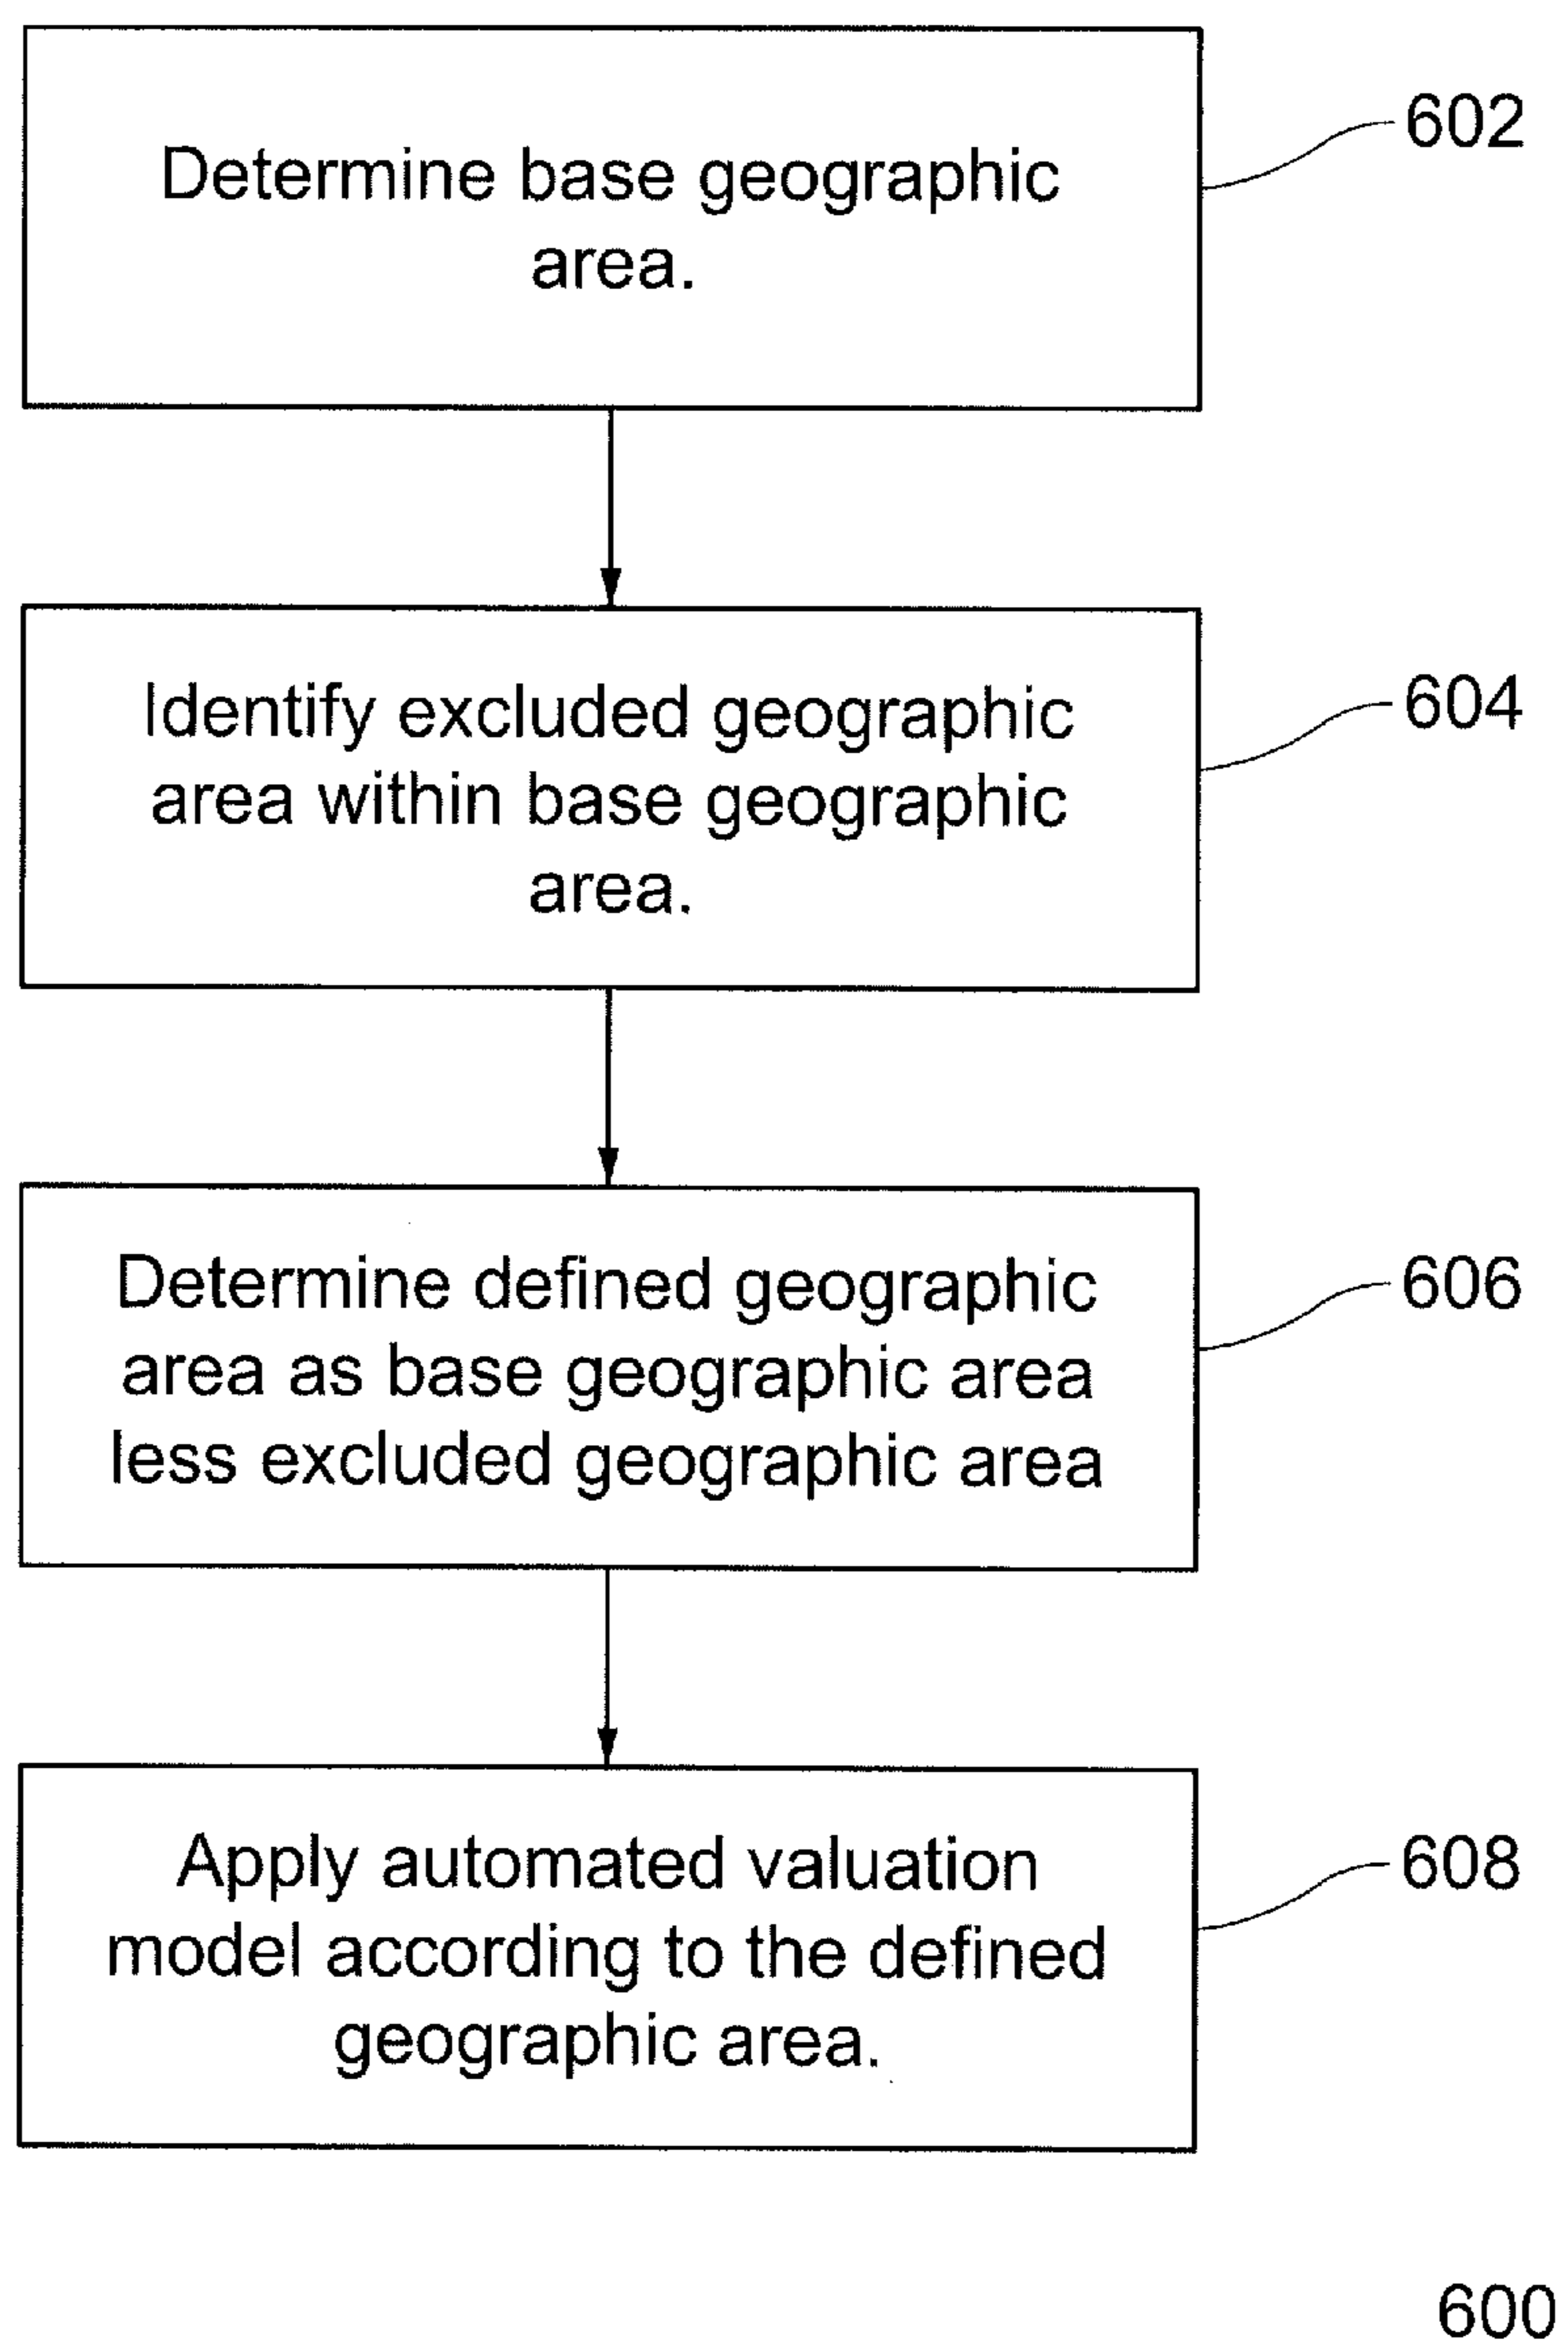 Determine base geographic
area.
602
Identify excluded geographic
area within base geographic
area.
604
Determine defined geographic
area as base geographic area
less excluded geographic area
606
Apply automated valuation
model according to the defined
geographic area.
608
600